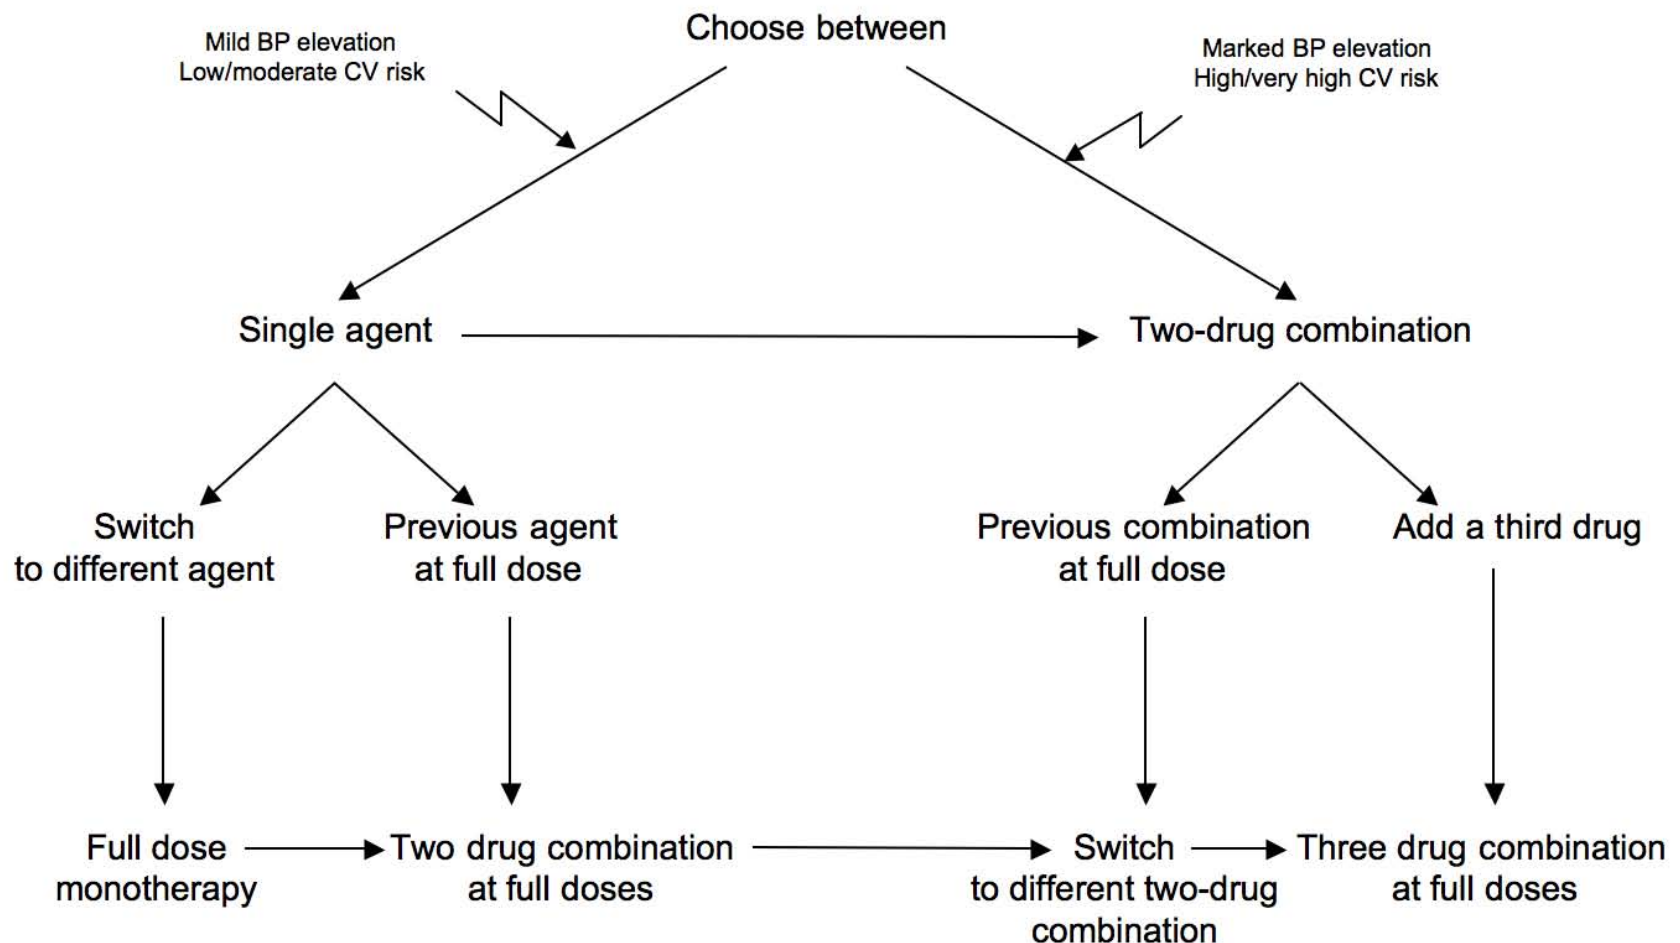 Choose between
Mild BP elevation
Low/moderate CV risk
Marked BP elevation
High/very high CV risk
Single agent
Two-drug combination
Switch
to different agent
Previous agent
at full dose
Previous combination
at full dose
Add a third drug
Full dose
monotherapy
Two drug combination
at full doses
Switch
to different two-drug
combination
Three drug combination
at full doses